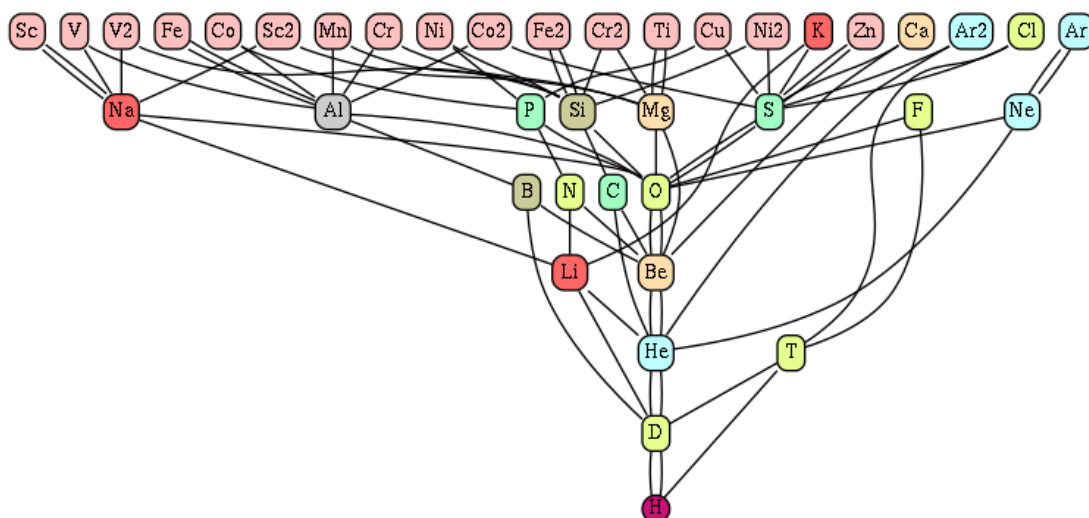 Sc V V2 Fe Co Sc2 Mn Cr Ni Co2 Fe2 Cr2 Ti Cu Ni2 K Zn Ca Ar2 Cl Ar
Na Al P Si Mg S F Ne
B N C O
Li Be
He T
D
H